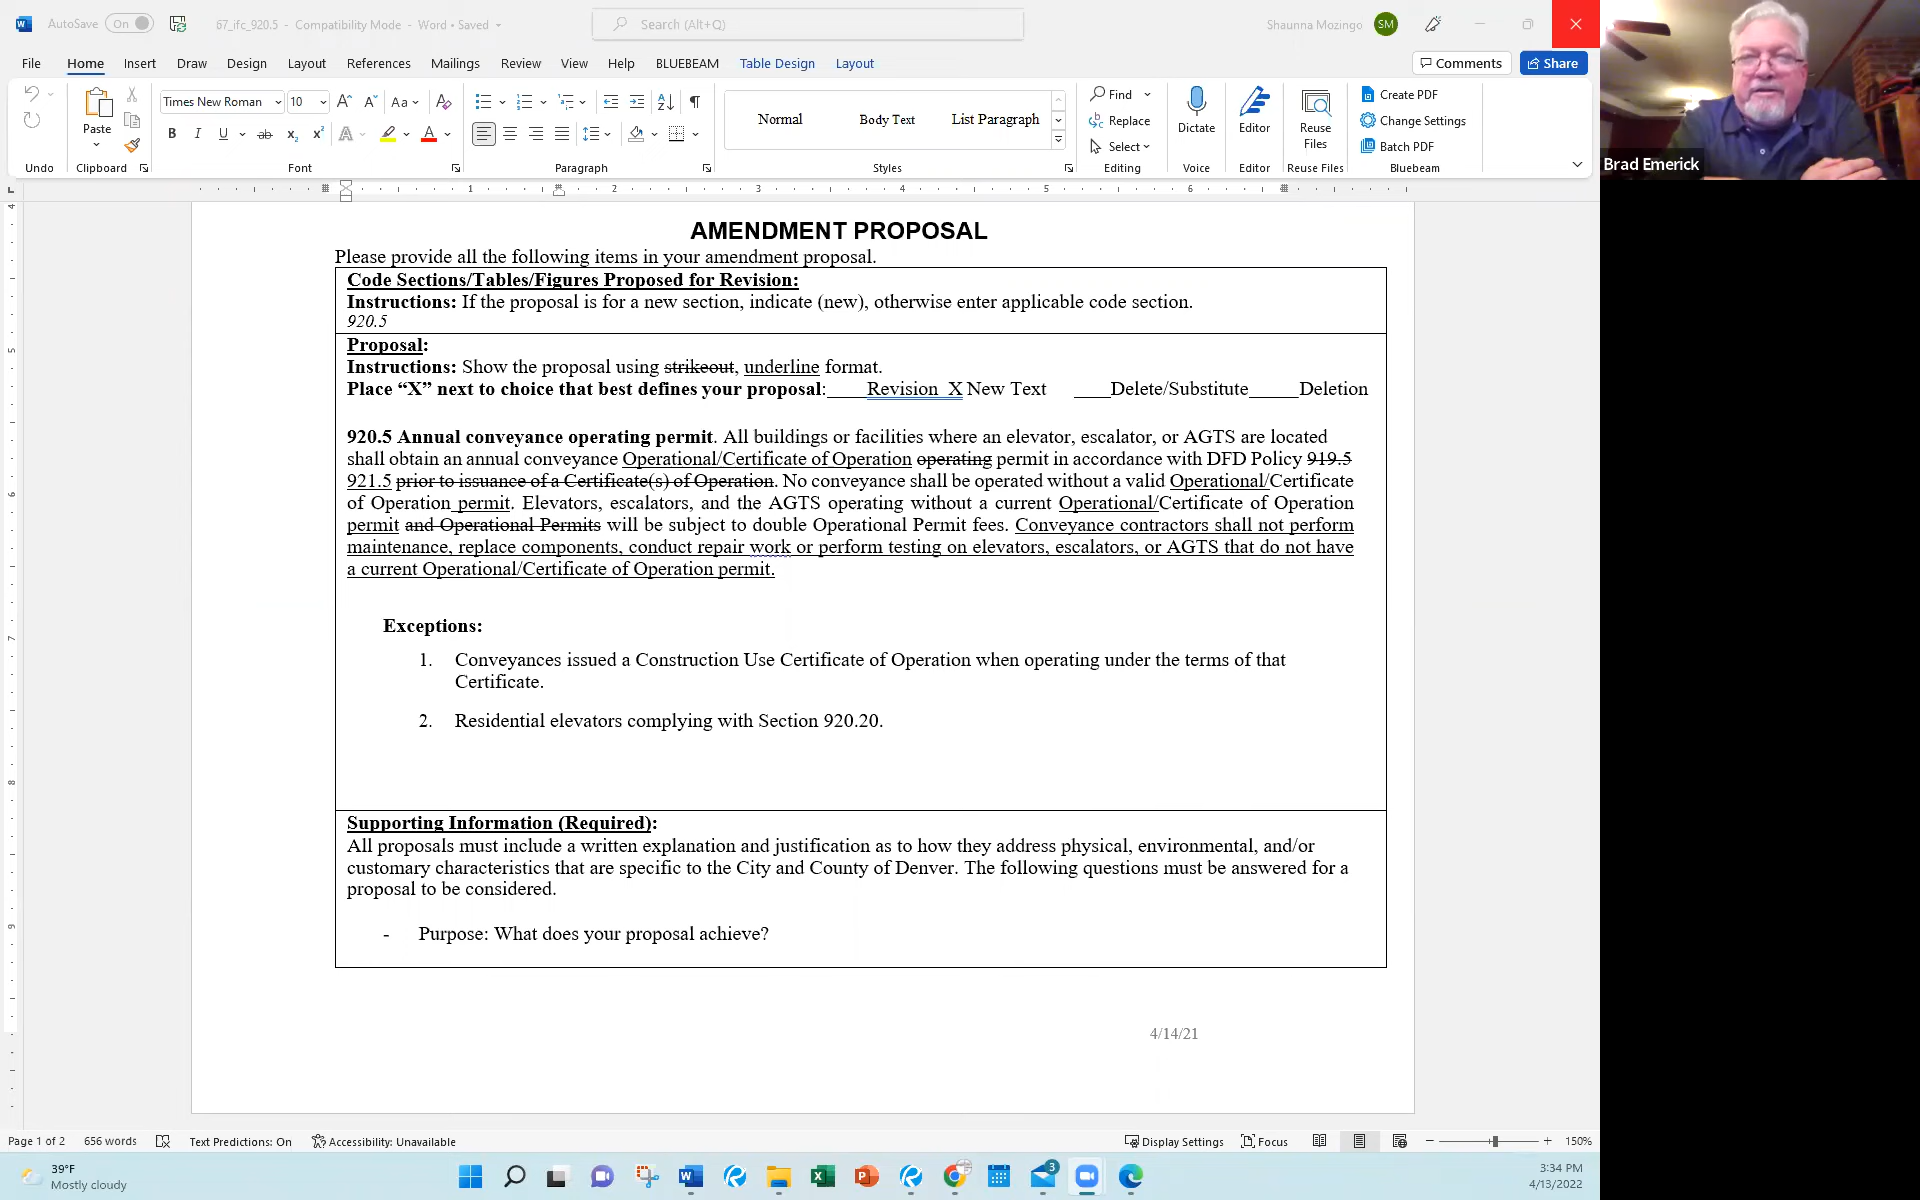 AutoSave On 67_ifc_920.5 - Compatibility Mode - Word • Saved Search (Alt+Q) Shaunna Mozingo SM
File Home Insert Draw Design Layout References Mailings Review View Help BLUEBEAM Table Design Layout Comments Share
Times New Roman 10 Normal Body Text List Paragraph
Undo Paste Clipboard Font Paragraph Styles
Find Replace Select Editing
Dictate Voice
Editor Editor
Reuse Files Reuse Files
Create PDF Change Settings Batch PDF Bluebeam
Brad Emerick
AMENDMENT PROPOSAL
Please provide all the following items in your amendment proposal.
Code Sections/Tables/Figures Proposed for Revision:
Instructions: If the proposal is for a new section, indicate (new), otherwise enter applicable code section.
920.5
Proposal:
Instructions: Show the proposal using strikeout, underline format.
Place “X” next to choice that best defines your proposal:____Revision_X New Text ____Delete/Substitute_____Deletion
920.5 Annual conveyance operating permit. All buildings or facilities where an elevator, escalator, or AGTS are located
shall obtain an annual conveyance Operational/Certificate of Operation operating permit in accordance with DFD Policy 919.5
921.5 prior to issuance of a Certificate(s) of Operation. No conveyance shall be operated without a valid Operational/Certificate
of Operation permit. Elevators, escalators, and the AGTS operating without a current Operational/Certificate of Operation
permit and Operational Permits will be subject to double Operational Permit fees. Conveyance contractors shall not perform
maintenance, replace components, conduct repair work or perform testing on elevators, escalators, or AGTS that do not have
a current Operational/Certificate of Operation permit.
Exceptions:
1. Conveyances issued a Construction Use Certificate of Operation when operating under the terms of that
Certificate.
2. Residential elevators complying with Section 920.20.
Supporting Information (Required):
All proposals must include a written explanation and justification as to how they address physical, environmental, and/or
customary characteristics that are specific to the City and County of Denver. The following questions must be answered for a
proposal to be considered.
- Purpose: What does your proposal achieve?
4/14/21
Page 1 of 2 656 words Text Predictions: On Accessibility: Unavailable Display Settings Focus 150%
39°F
Mostly cloudy
3
3:34 PM
4/13/2022